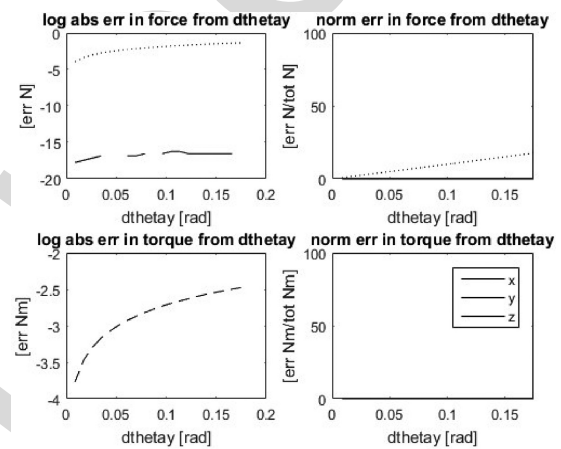 log abs err in force from dthetay
norm err in force from dthetay
0
-5
-10
-15
-20
[err N]
0 0.05 0.1 0.15 0.2
dthetay [rad]
100
50
0
[err N/tot N]
0 0.05 0.1 0.15
dthetay [rad]
log abs err in torque from dthetay
norm err in torque from dthetay
-2
-2.5
-3
-3.5
-4
[err Nm]
0 0.05 0.1 0.15 0.2
dthetay [rad]
100
50
0
[err Nm/tot Nm]
x
y
z
0 0.05 0.1 0.15
dthetay [rad]